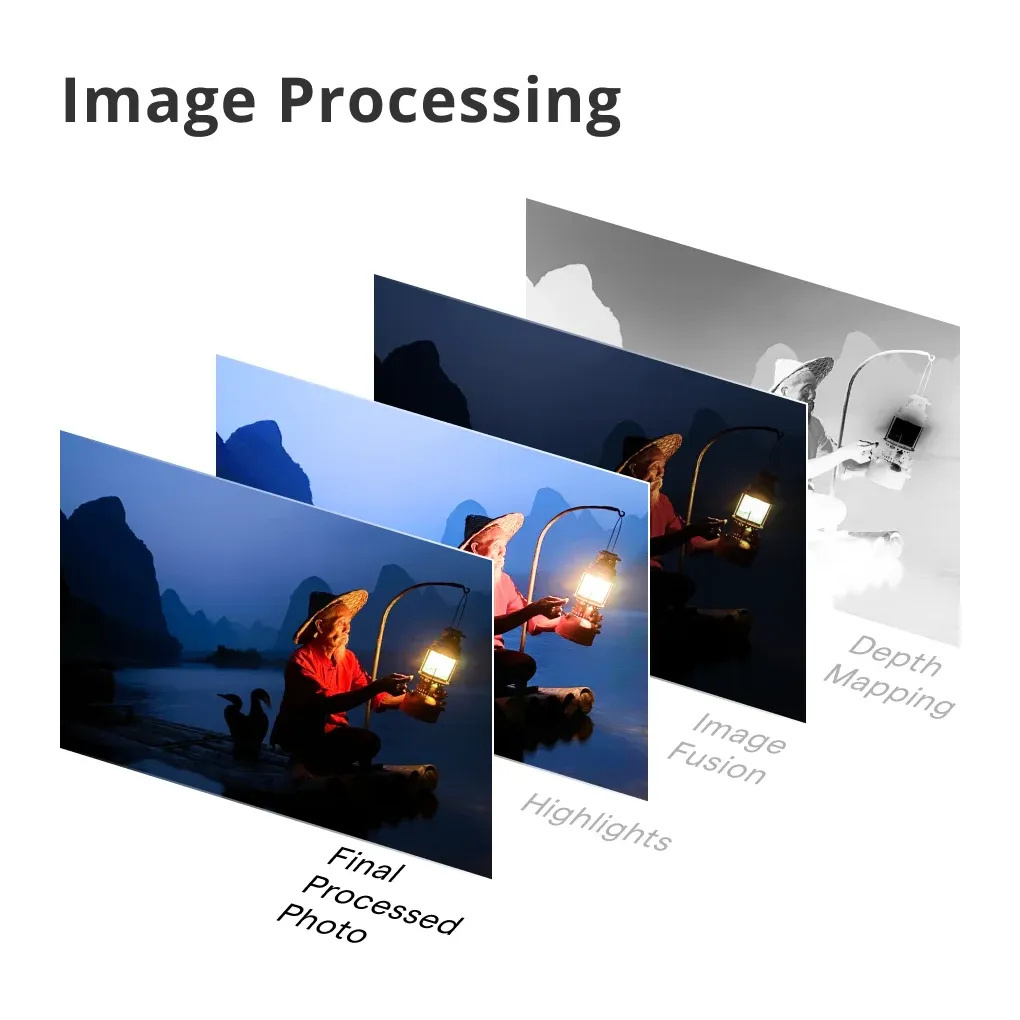 Image Processing
Depth
Mapping
Image
Fusion
Highlights
Final
Processed
Photo